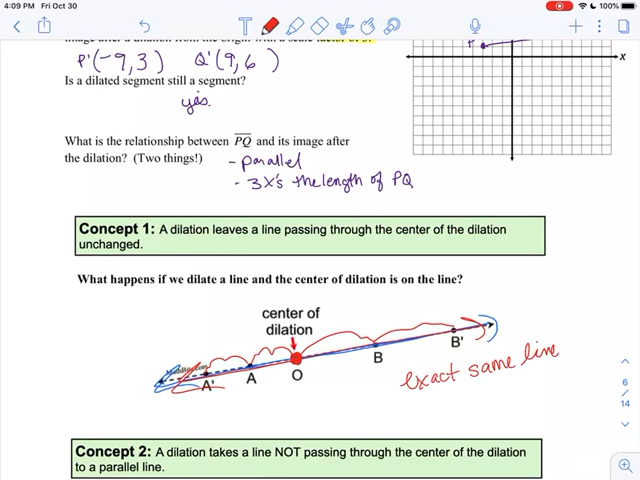 4:09 PM Fri Oct 30
79%
P'(-9,3) Q'(9,6)
Is a dilated segment still a segment?
yes.
x
What is the relationship between PQ and its image after
the dilation? (Two things!)
- parallel
- 3x's the length of PQ
Concept 1: A dilation leaves a line passing through the center of the dilation
unchanged.
What happens if we dilate a line and the center of dilation is on the line?
center of
dilation
A' A O B B'
exact same line
6
/
14
Concept 2: A dilation takes a line NOT passing through the center of the dilation
to a parallel line.